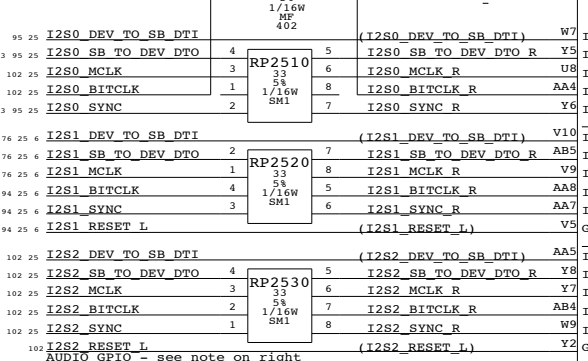 1/16W
MF
402
95 25 I2S0_DEV_TO_SB_DTI (I2S0_DEV_TO_SB_DTI) W7
3 95 25 I2S0_SB_TO_DEV_DTO 4 5 I2S0_SB_TO_DEV_DTO_R Y5
102 25 I2S0_MCLK 3 RP2510 6 I2S0_MCLK_R U8
33
5%
1/16W
SM1
102 25 I2S0_BITCLK 1 8 I2S0_BITCLK_R AA4
3 95 25 I2S0_SYNC 2 7 I2S0_SYNC_R Y6
76 25 6 I2S1_DEV_TO_SB_DTI (I2S1_DEV_TO_SB_DTI) V10
76 25 6 I2S1_SB_TO_DEV_DTO 2 7 I2S1_SB_TO_DEV_DTO_R AB5
76 25 6 I2S1_MCLK 1 RP2520 8 I2S1_MCLK_R V9
33
5%
1/16W
SM1
94 25 6 I2S1_BITCLK 4 5 I2S1_BITCLK_R AA8
94 25 6 I2S1_SYNC 3 6 I2S1_SYNC_R AA7
94 25 6 I2S1_RESET_L (I2S1_RESET_L) V5
102 25 I2S2_DEV_TO_SB_DTI (I2S2_DEV_TO_SB_DTI) AA5
102 25 I2S2_SB_TO_DEV_DTO 4 5 I2S2_SB_TO_DEV_DTO_R Y8
102 25 I2S2_MCLK 3 RP2530 6 I2S2_MCLK_R Y7
33
5%
1/16W
SM1
102 25 I2S2_BITCLK 2 7 I2S2_BITCLK_R AB4
102 25 I2S2_SYNC 1 8 I2S2_SYNC_R W9
102 I2S2_RESET_L (I2S2_RESET_L) Y2
AUDIO GPIO - see note on right